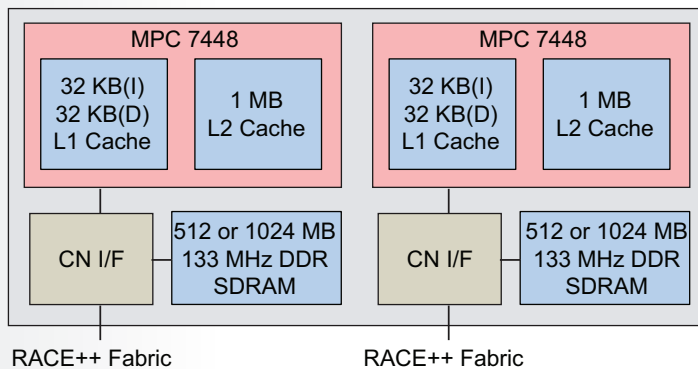 MPC 7448
32 KB(I)
32 KB(D)
L1 Cache
1 MB
L2 Cache
CN I/F
512 or 1024 MB
133 MHz DDR
SDRAM
RACE++ Fabric
MPC 7448
32 KB(I)
32 KB(D)
L1 Cache
1 MB
L2 Cache
CN I/F
512 or 1024 MB
133 MHz DDR
SDRAM
RACE++ Fabric